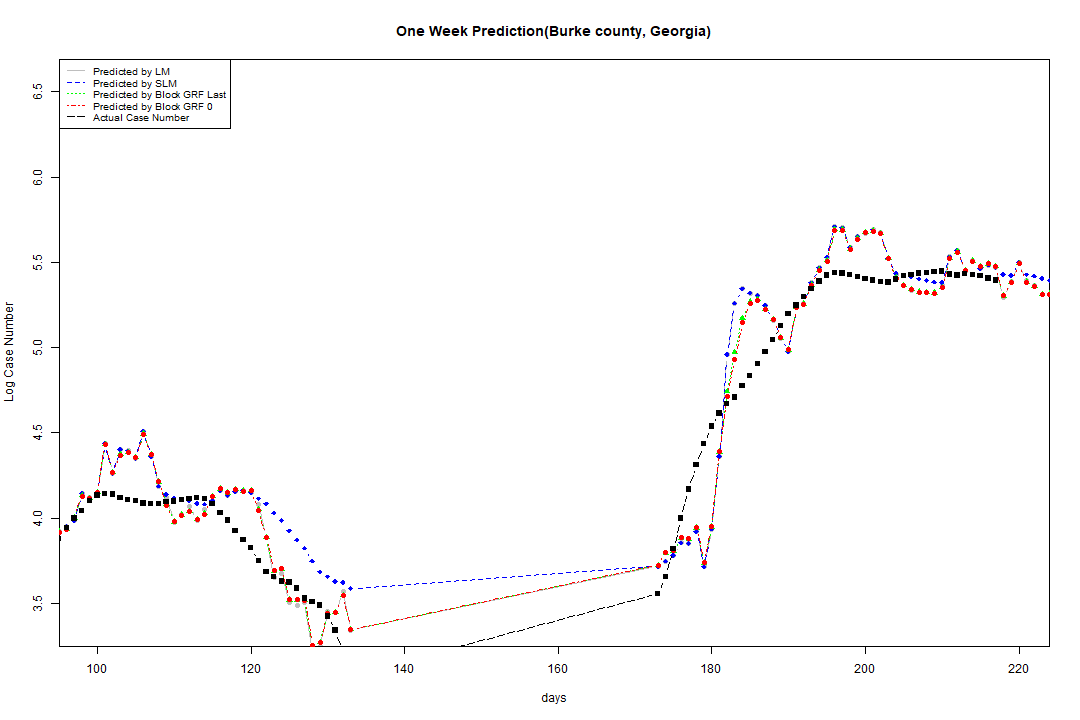 One Week Prediction(Burke county, Georgia)
Predicted by LM
Predicted by SLM
Predicted by Block GRF Last
Predicted by Block GRF 0
Actual Case Number
6.5
6.0
5.5
5.0
4.5
4.0
3.5
Log Case Number
100 120 140 160 180 200 220
days